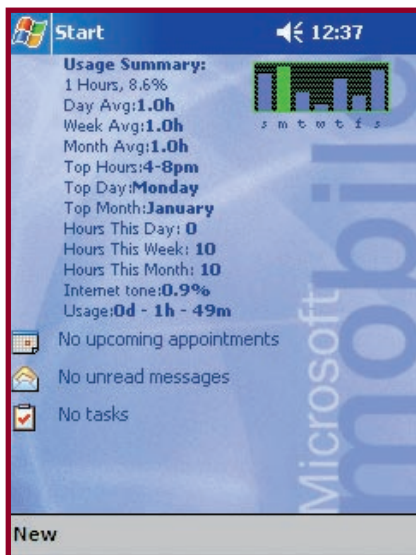 Start 12:37
Usage Summary:
1 Hours, 8.6%
Day Avg:1.0h
Week Avg:1.0h
Month Avg:1.0h
Top Hours:4-8pm
Top Day:Monday
Top Month:January
Hours This Day: 0
Hours This Week: 10
Hours This Month: 10
Internet tone:0.9%
Usage:0d - 1h - 49m
s m t w t f s
No upcoming appointments
No unread messages
No tasks
Microsoft
mobile
New